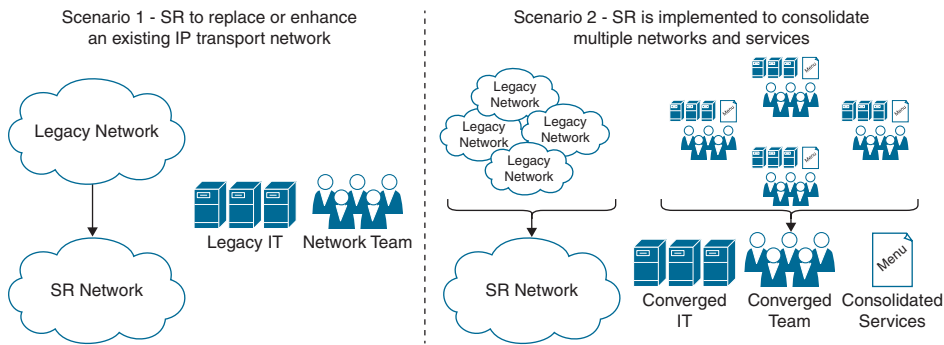 Scenario 1 - SR to replace or enhance
an existing IP transport network
Legacy Network
Legacy IT
Network Team
SR Network
Scenario 2 - SR is implemented to consolidate
multiple networks and services
Legacy
Network
Legacy
Network
Legacy
Network
Legacy
Network
Menu
Menu
Menu
Menu
SR Network
Converged
IT
Converged
Team
Menu
Consolidated
Services